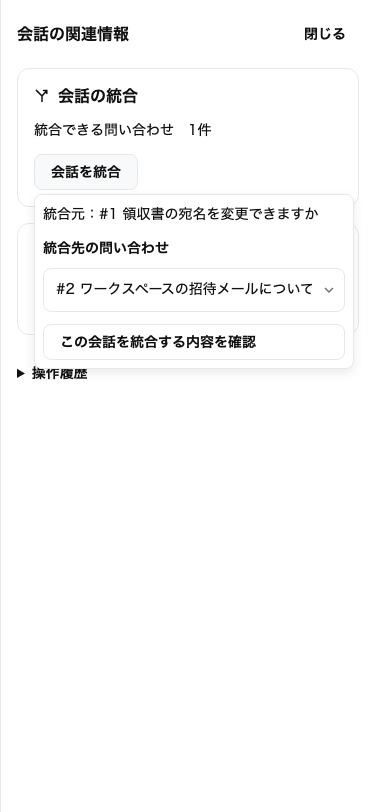 会話の関連情報 閉じる
会話の統合
統合できる問い合わせ 1件
会話を統合
統合元：#1 領収書の宛名を変更できますか
統合先の問い合わせ
#2 ワークスペースの招待メールについて
この会話を統合する内容を確認
操作履歴